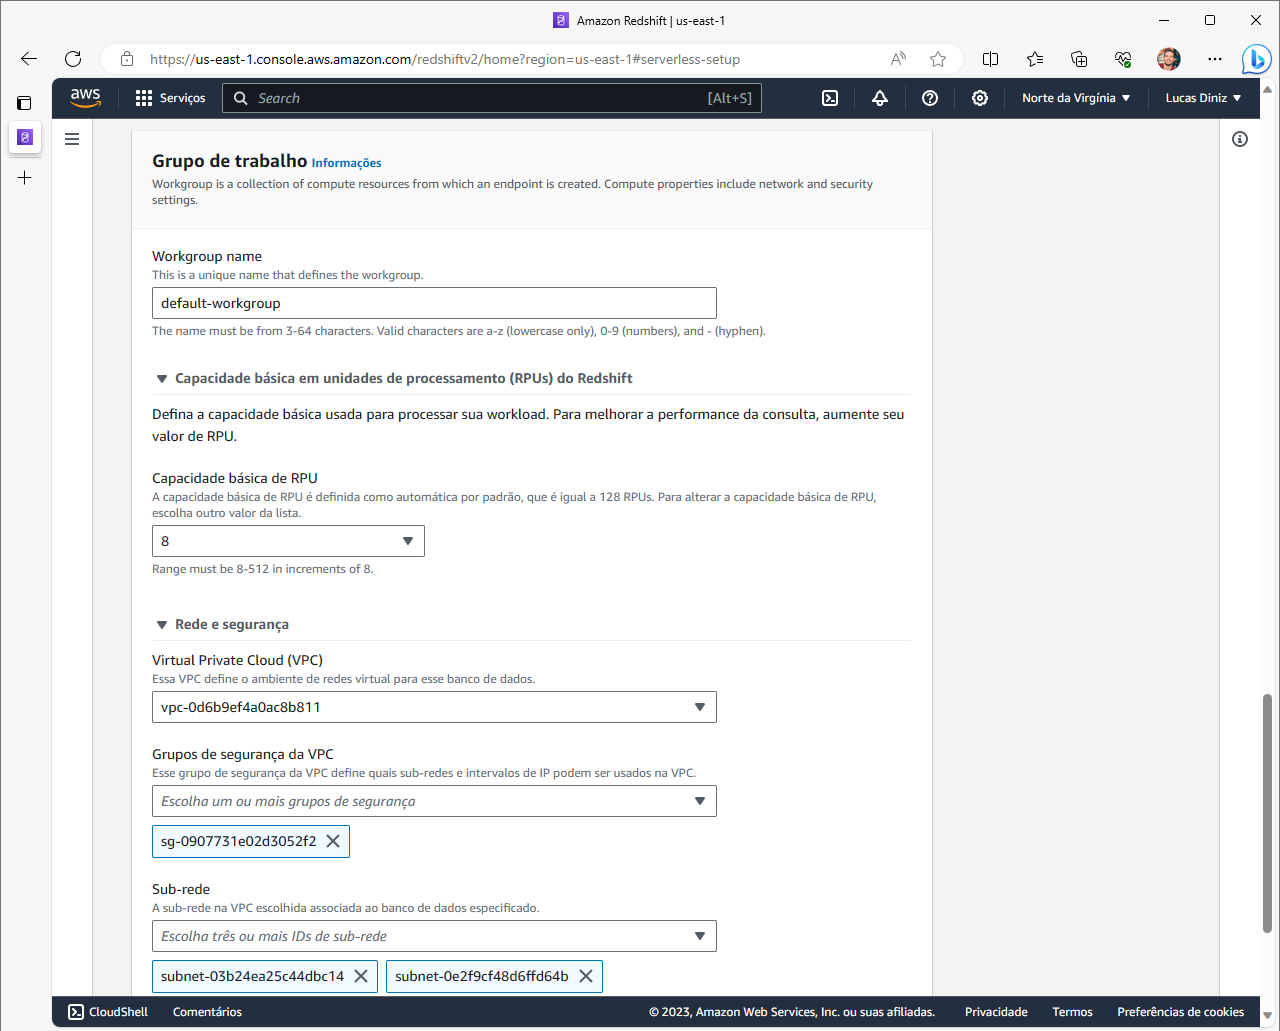 Amazon Redshift | us-east-1
https://us-east-1.console.aws.amazon.com/redshiftv2/home?region=us-east-1#serverless-setup
aws
Serviços
Search
[Alt+S]
Norte da Virgínia
Lucas Diniz
Grupo de trabalho Informações
Workgroup is a collection of compute resources from which an endpoint is created. Compute properties include network and security
settings.
Workgroup name
This is a unique name that defines the workgroup.
default-workgroup
The name must be from 3-64 characters. Valid characters are a-z (lowercase only), 0-9 (numbers), and - (hyphen).
Capacidade básica em unidades de processamento (RPUs) do Redshift
Defina a capacidade básica usada para processar sua workload. Para melhorar a performance da consulta, aumente seu
valor de RPU.
Capacidade básica de RPU
A capacidade básica de RPU é definida como automática por padrão, que é igual a 128 RPUs. Para alterar a capacidade básica de RPU,
escolha outro valor da lista.
8
Range must be 8-512 in increments of 8.
Rede e segurança
Virtual Private Cloud (VPC)
Essa VPC define o ambiente de redes virtual para esse banco de dados.
vpc-0d6b9ef4a0ac8b811
Grupos de segurança da VPC
Esse grupo de segurança da VPC define quais sub-redes e intervalos de IP podem ser usados na VPC.
Escolha um ou mais grupos de segurança
sg-0907731e02d3052f2
Sub-rede
A sub-rede na VPC escolhida associada ao banco de dados especificado.
Escolha três ou mais IDs de sub-rede
subnet-03b24ea25c44dbc14
subnet-0e2f9cf48d6ffd64b
CloudShell
Comentários
© 2023, Amazon Web Services, Inc. ou suas afiliadas.
Privacidade
Termos
Preferências de cookies